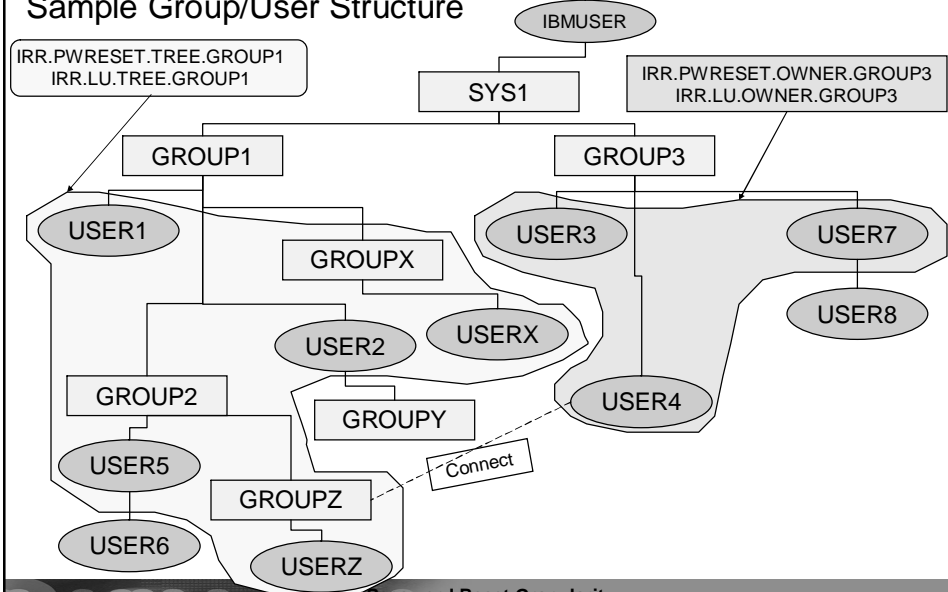 Sample Group/User Structure
IBMUSER
IRR.PWRESET.TREE.GROUP1
IRR.LU.TREE.GROUP1
SYS1
IRR.PWRESET.OWNER.GROUP3
IRR.LU.OWNER.GROUP3
GROUP1
GROUP3
USER1
GROUPX
USER3
USER7
USER2
USERX
USER8
GROUP2
GROUPY
USER4
USER5
Connect
GROUPZ
USER6
USERZ